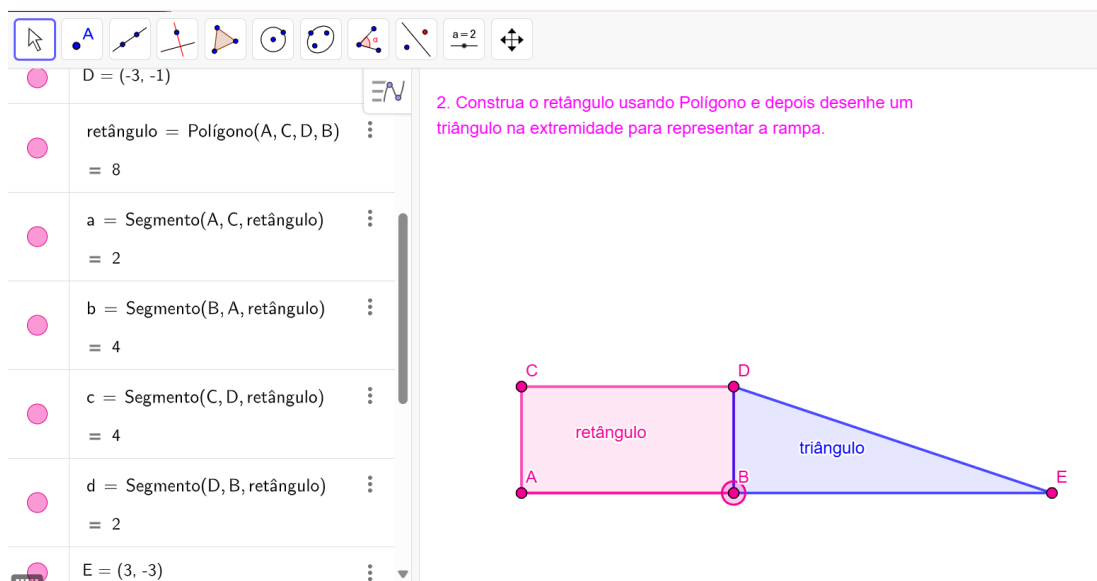 A
α
a=2
D = (-3, -1)
retângulo = Polígono(A, C, D, B)
= 8
a = Segmento(A, C, retângulo)
= 2
b = Segmento(B, A, retângulo)
= 4
c = Segmento(C, D, retângulo)
= 4
d = Segmento(D, B, retângulo)
= 2
E = (3, -3)
2. Construa o retângulo usando Polígono e depois desenhe um
triângulo na extremidade para representar a rampa.
C
D
retângulo
triângulo
A
B
E